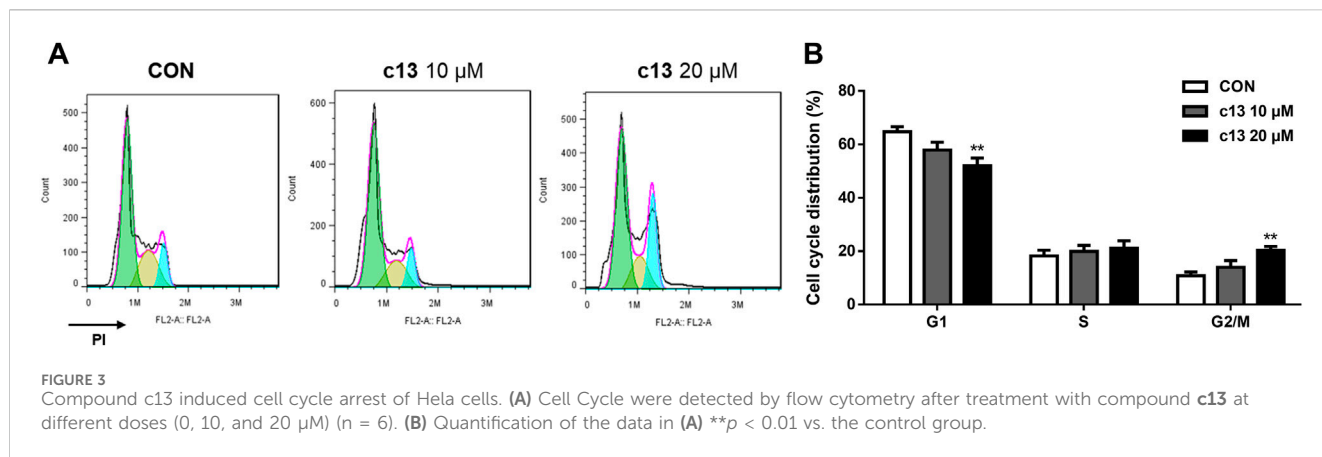 A
CON
c13 10 μM
c13 20 μM
500
400
300
200
100
0
Count
0 1M 2M 3M
FL2-A:: FL2-A
PI
600
400
200
0
Count
0 1M 2M 3M
FL2-A:: FL2-A
500
400
300
200
100
0
Count
0 1M 2M 3M
FL2-A:: FL2-A
B
CON
c13 10 μM
c13 20 μM
Cell cycle distribution (%)
80
60
40
20
0
**
**
G1 S G2/M
FIGURE 3
Compound c13 induced cell cycle arrest of Hela cells. (A) Cell Cycle were detected by flow cytometry after treatment with compound c13 at
different doses (0, 10, and 20 μM) (n = 6). (B) Quantification of the data in (A) **p < 0.01 vs. the control group.